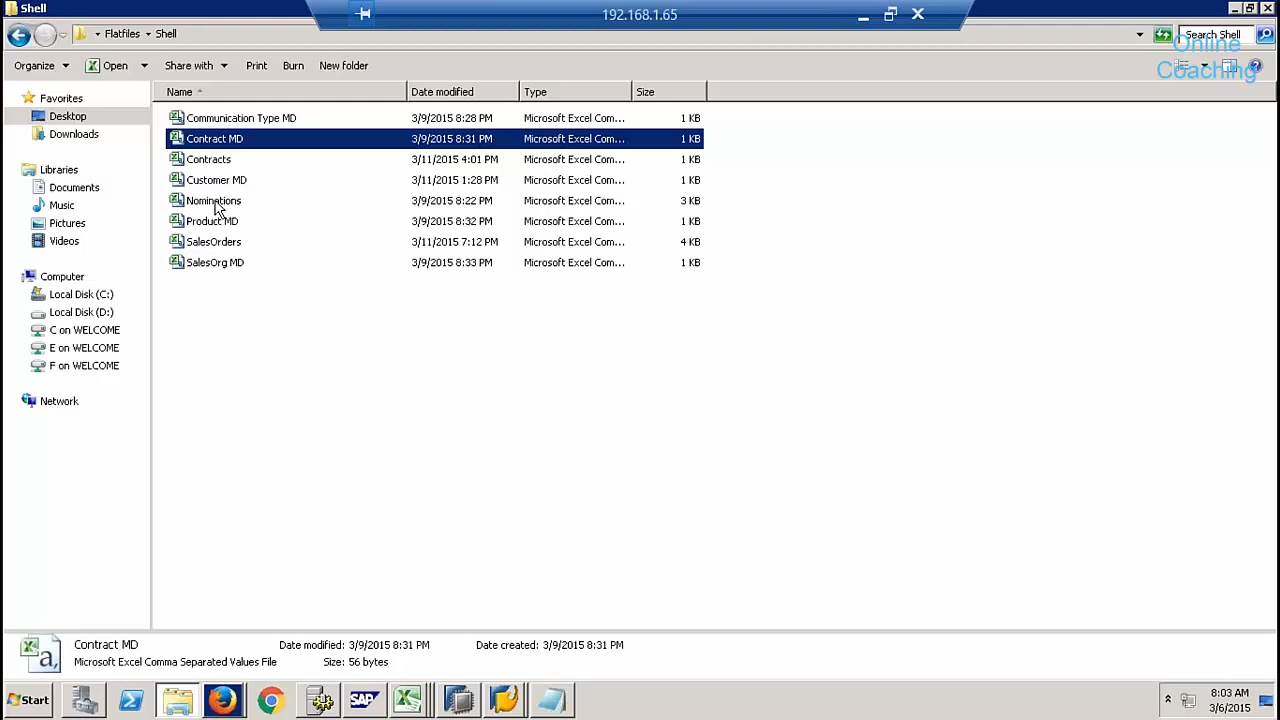 Shell
192.168.1.65
Flatfiles Shell
Search Shell
Online
Coaching
Organize Open Share with Print Burn New folder
Name Date modified Type Size
Favorites
Desktop
Downloads
Libraries
Documents
Music
Pictures
Videos
Computer
Local Disk (C:)
Local Disk (D:)
C on WELCOME
E on WELCOME
F on WELCOME
Network
Communication Type MD 3/9/2015 8:28 PM Microsoft Excel Com... 1 KB
Contract MD 3/9/2015 8:31 PM Microsoft Excel Com... 1 KB
Contracts 3/11/2015 4:01 PM Microsoft Excel Com... 1 KB
Customer MD 3/11/2015 1:28 PM Microsoft Excel Com... 1 KB
Nominations 3/9/2015 8:22 PM Microsoft Excel Com... 3 KB
Product MD 3/9/2015 8:32 PM Microsoft Excel Com... 1 KB
SalesOrders 3/11/2015 7:12 PM Microsoft Excel Com... 4 KB
SalesOrg MD 3/9/2015 8:33 PM Microsoft Excel Com... 1 KB
a,
Contract MD Date modified: 3/9/2015 8:31 PM Date created: 3/9/2015 8:31 PM
Microsoft Excel Comma Separated Values File Size: 56 bytes
Start
SAP
8:03 AM
3/6/2015